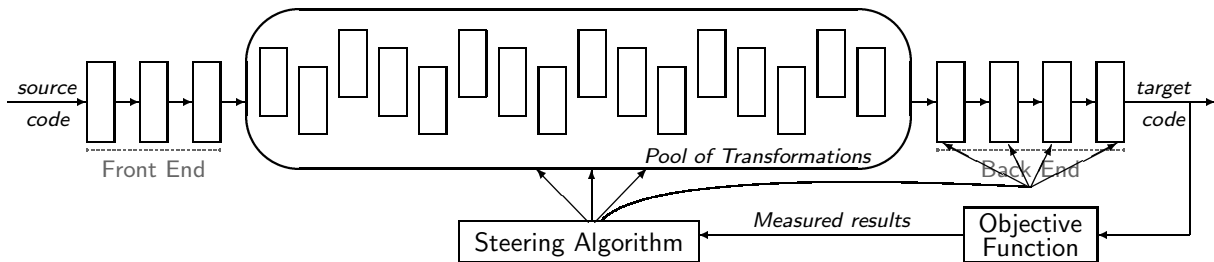 source
code
Front End
Pool of Transformations
Back End
target
code
Steering Algorithm
Measured results
Objective
Function